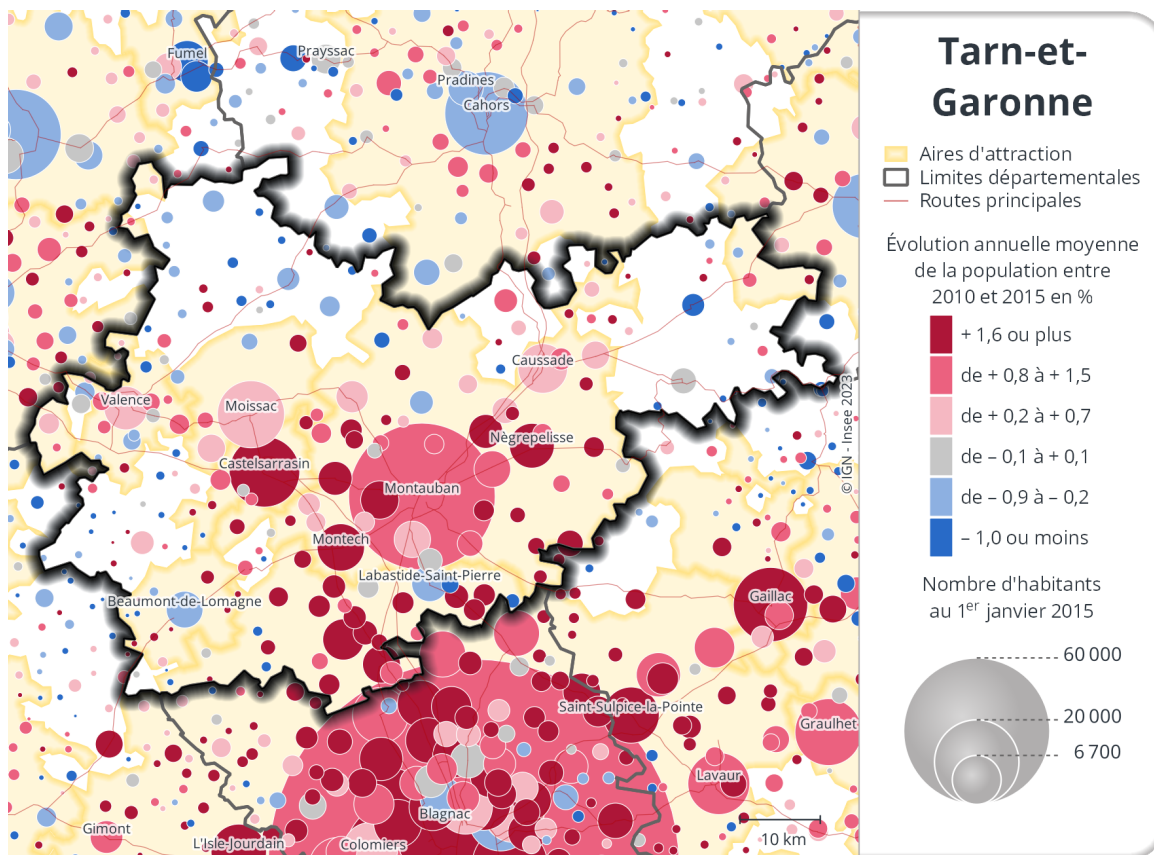 Fumel
Prayssac
Pradines
Cahors
Caussade
Valence
Moissac
Nègrepelisse
Castelsarrasin
Montauban
Montech
Labastide-Saint-Pierre
Beaumont-de-Lomagne
Gaillac
Saint-Sulpice-la-Pointe
Graulhet
Lavaur
Blagnac
Gimont
L'Isle-Jourdain
Colomiers
10 km
© IGN - Insee 2023
Tarn-et-
Garonne
Aires d'attraction
Limites départementales
Routes principales
Évolution annuelle moyenne
de la population entre
2010 et 2015 en %
+ 1,6 ou plus
de + 0,8 à + 1,5
de + 0,2 à + 0,7
de – 0,1 à + 0,1
de – 0,9 à – 0,2
– 1,0 ou moins
Nombre d'habitants
au 1er janvier 2015
60 000
20 000
6 700